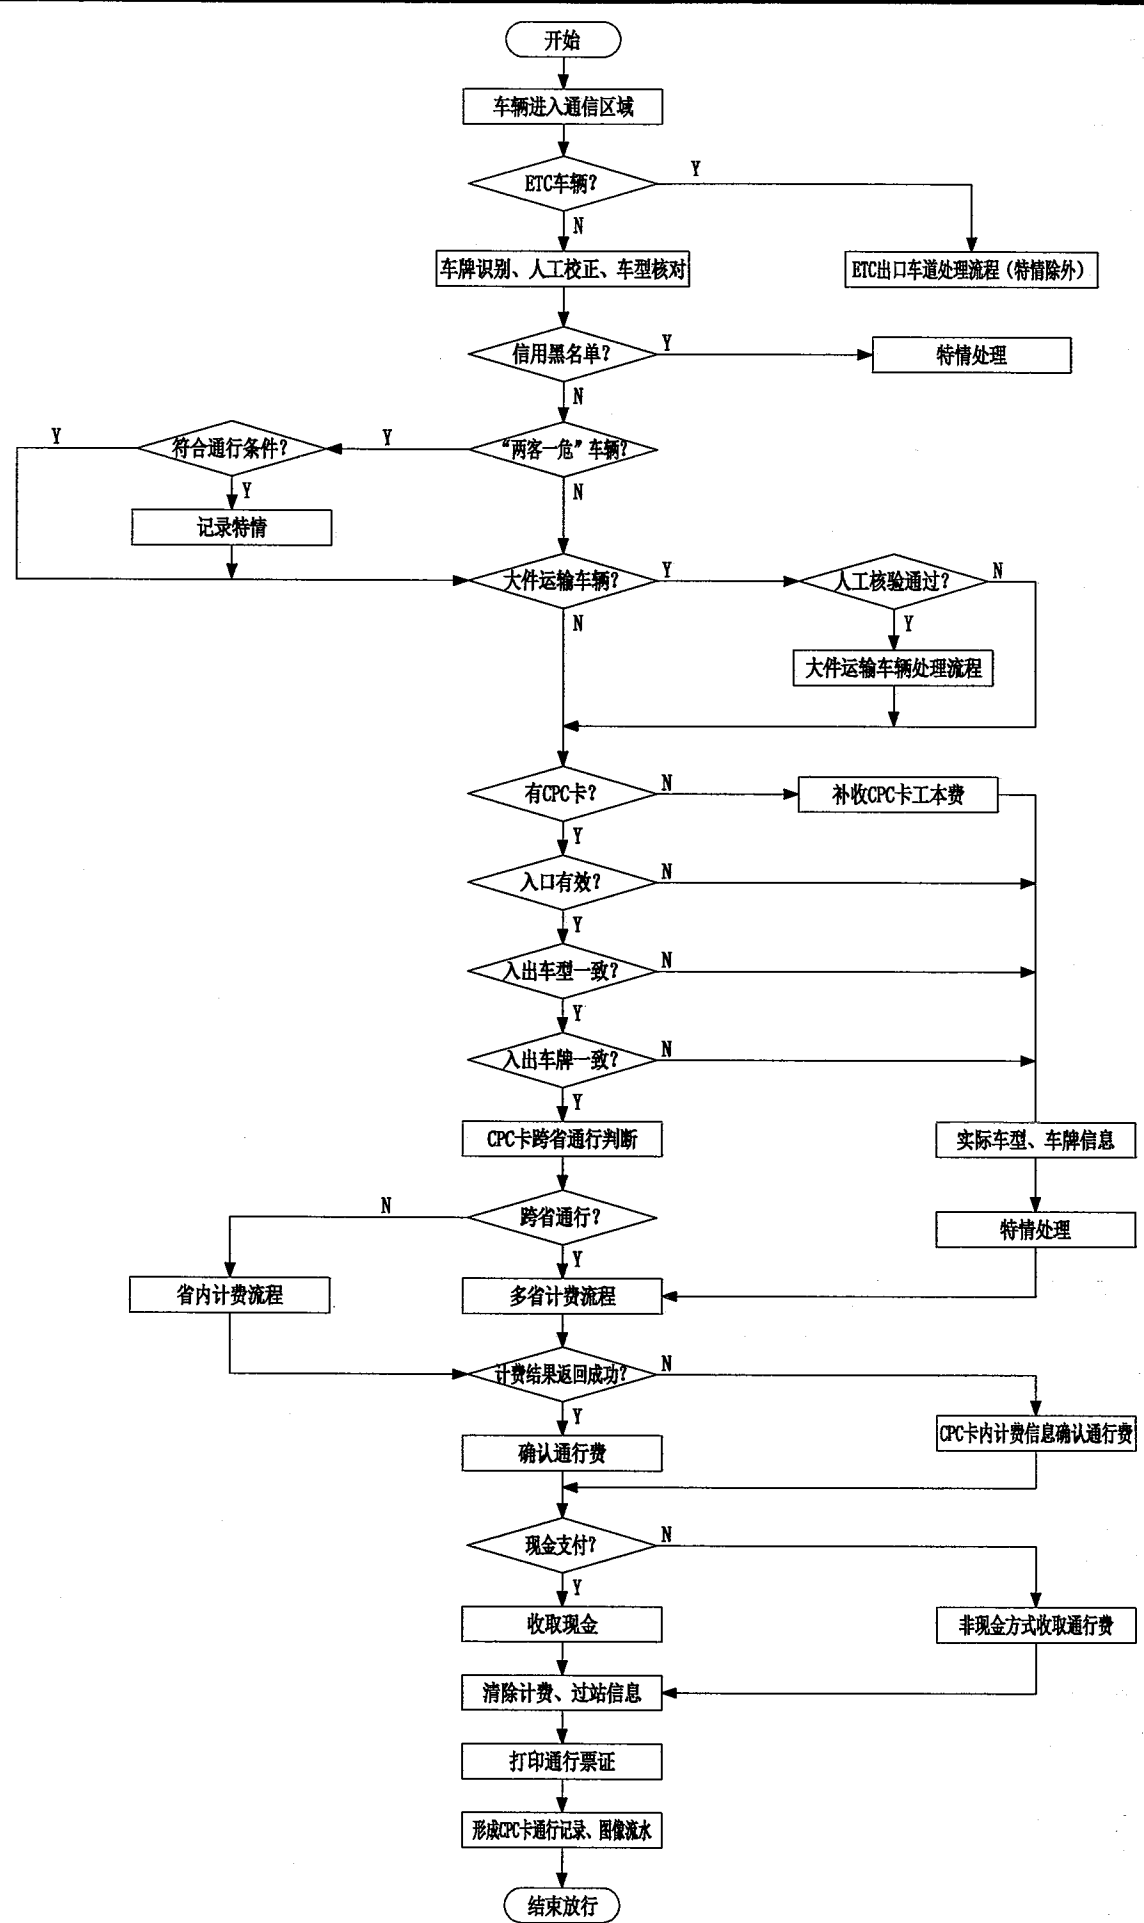 开始
车辆进入通信区域
ETC车辆?
Y
N
车牌识别、人工校正、车型核对
ETC出口车道处理流程(特情除外)
信用黑名单?
Y
特情处理
N
Y
符合通行条件?
Y
“两客一危”车辆?
Y
N
记录特情
大件运输车辆?
Y
人工核验通过?
N
N
Y
大件运输车辆处理流程
有CPC卡?
N
补收CPC卡工本费
Y
入口有效?
N
Y
入出车型一致?
N
Y
入出车牌一致?
N
Y
CPC卡跨省通行判断
实际车型、车牌信息
N
跨省通行?
特情处理
Y
省内计费流程
多省计费流程
计费结果返回成功?
N
Y
确认通行费
CPC卡内计费信息确认通行费
现金支付?
N
Y
收取现金
非现金方式收取通行费
清除计费、过站信息
打印通行票证
形成CPC卡通行记录、图像流水
结束放行